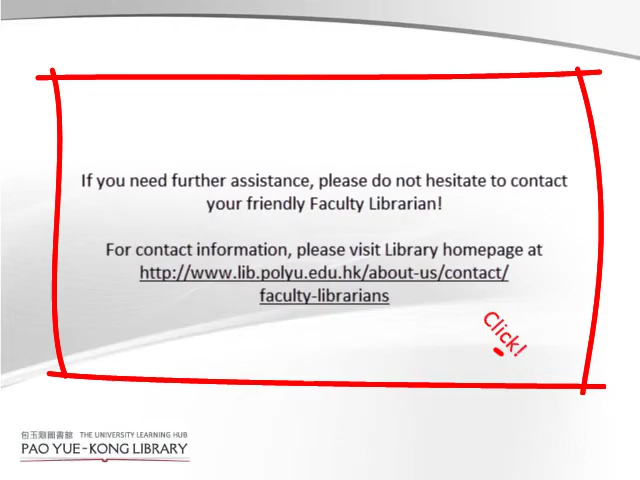 If you need further assistance, please do not hesitate to contact
your friendly Faculty Librarian!
For contact information, please visit Library homepage at
http://www.lib.polyu.edu.hk/about-us/contact/
faculty-librarians
Click!
包玉剛圖書館 THE UNIVERSITY LEARNING HUB
PAO YUE-KONG LIBRARY